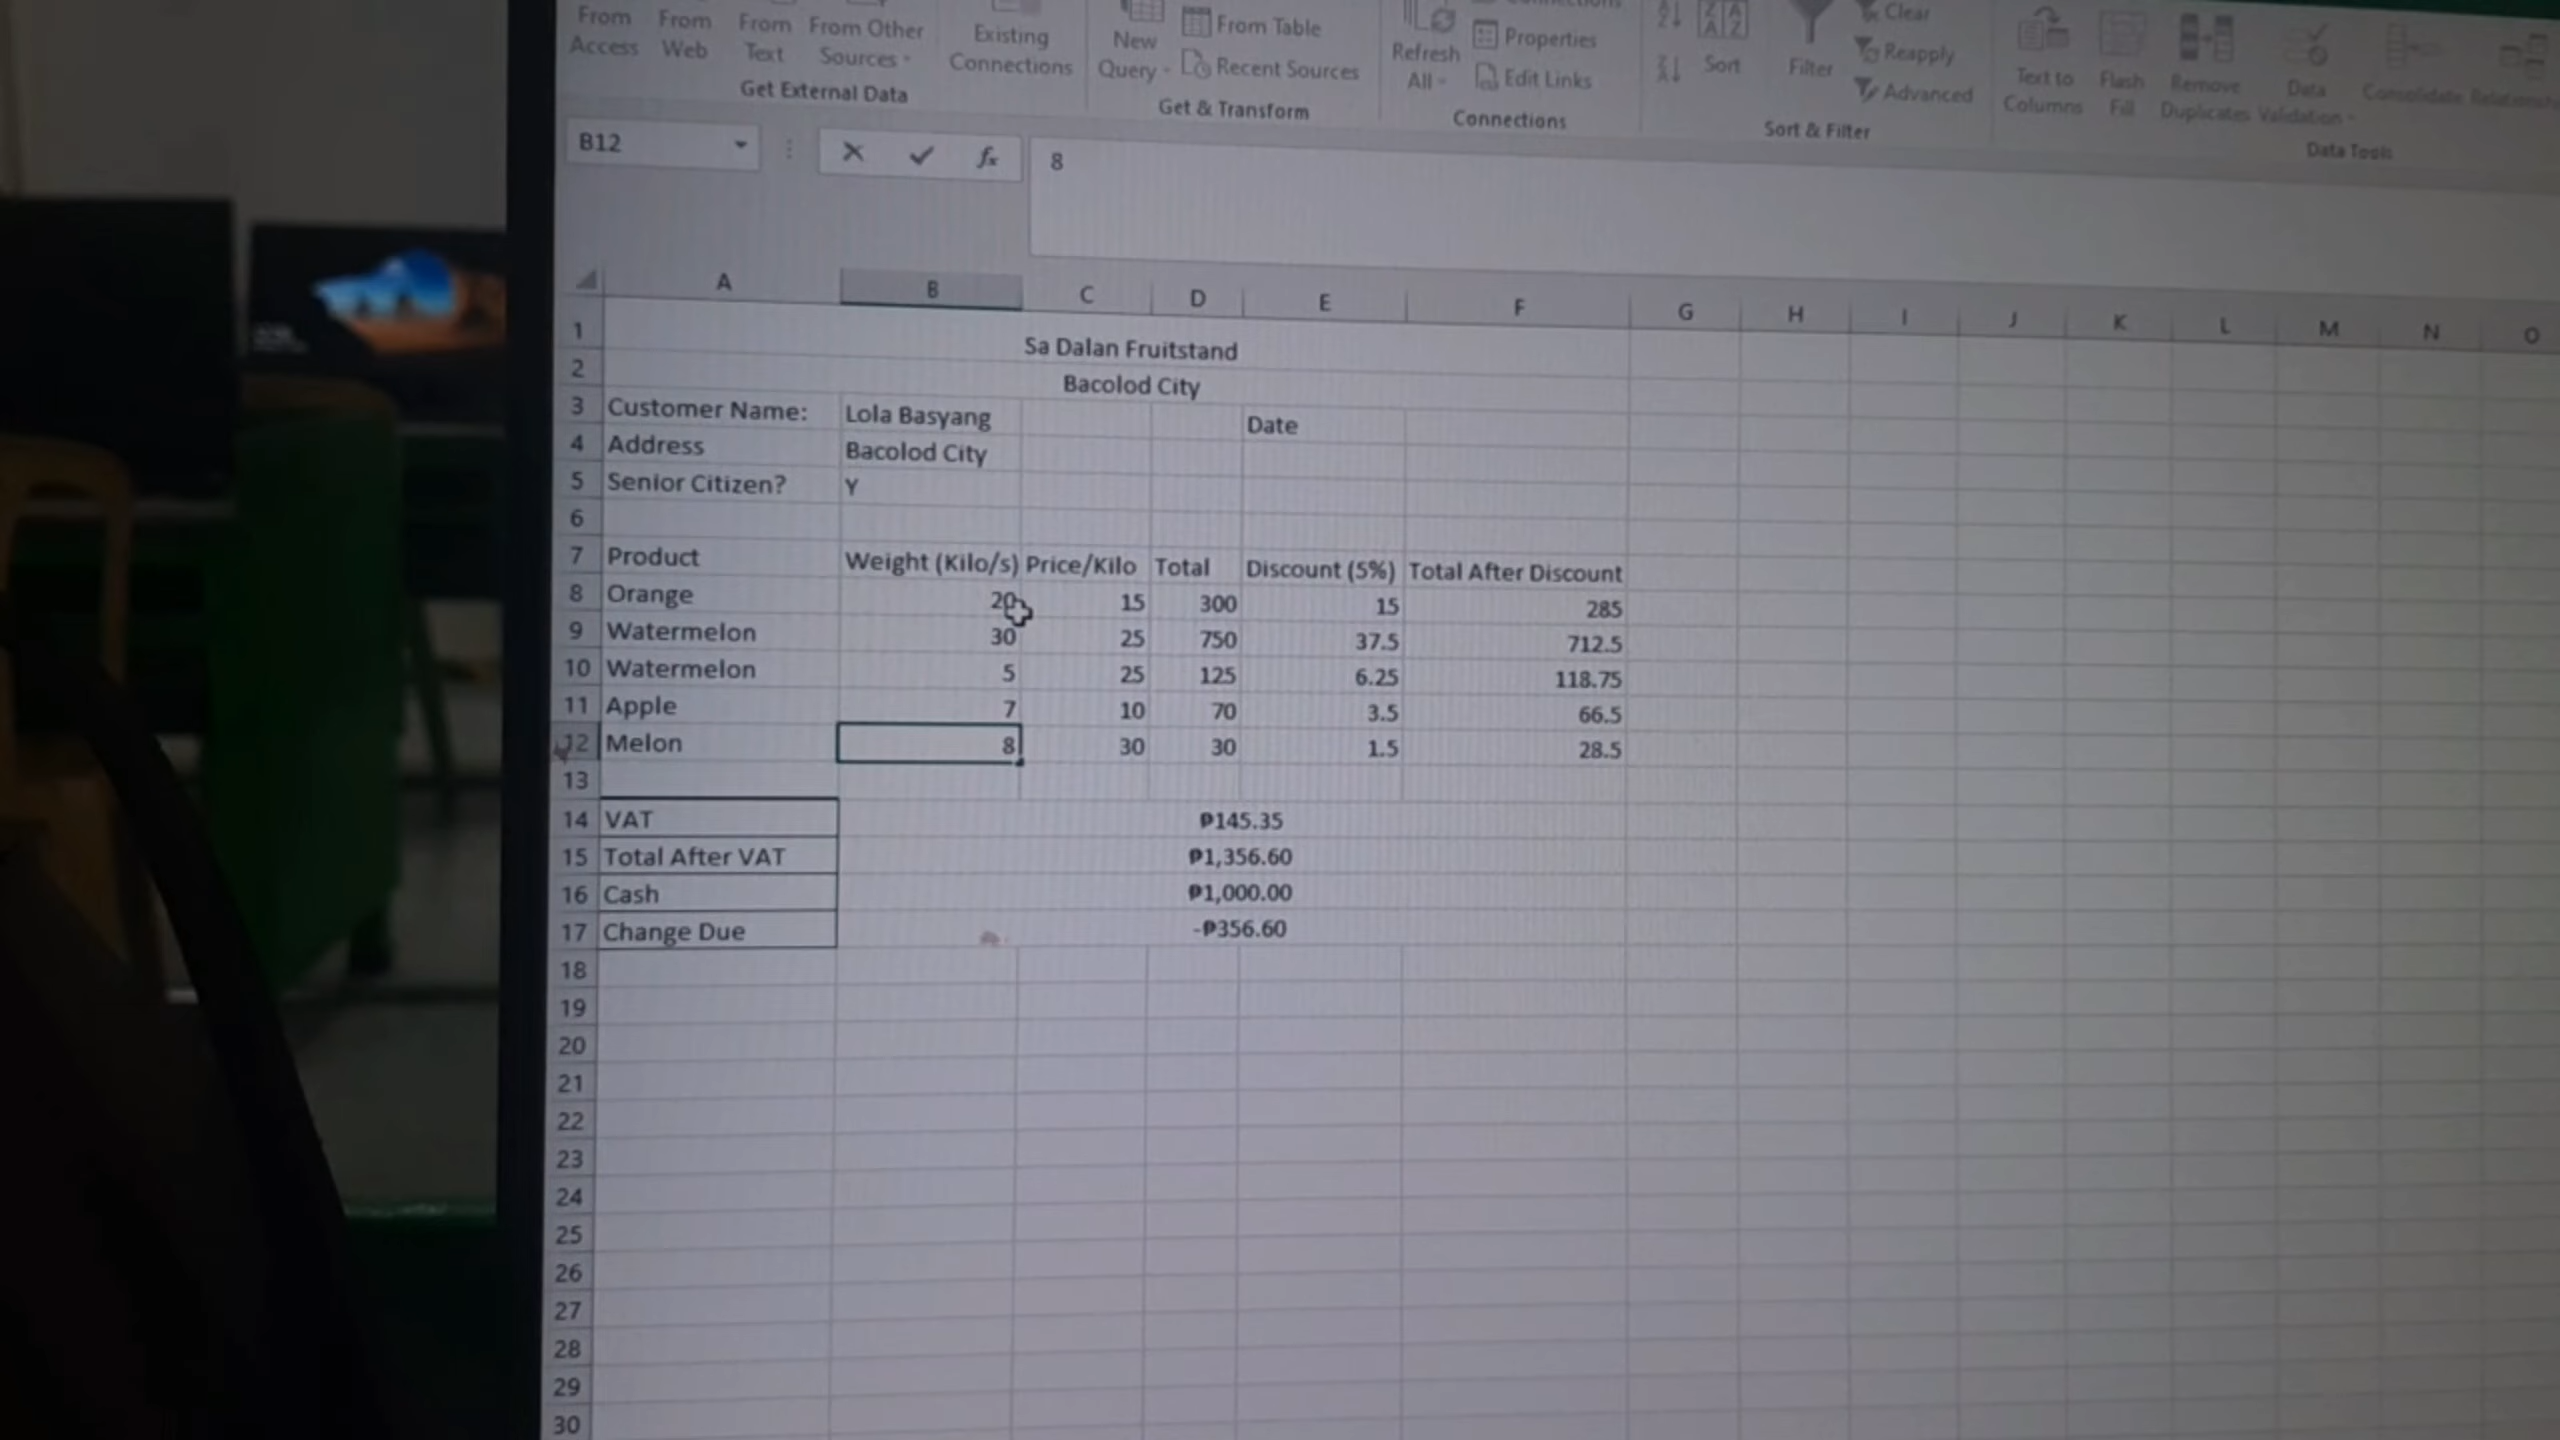 From Access From Web From Text From Other Sources Existing Connections New Query From Table Recent Sources Refresh All Properties Edit Links Sort Filter Clear Reapply Advanced Text to Columns Flash Fill Remove Duplicates Data Validation Consolidate
Get External Data Get & Transform Connections Sort & Filter Data Tools
B12 fx 8
A B C D E F G H I J K L M N O
1 Sa Dalan Fruitstand
2 Bacolod City
3 Customer Name: Lola Basyang Date
4 Address Bacolod City
5 Senior Citizen? Y
6
7 Product Weight (Kilo/s) Price/Kilo Total Discount (5%) Total After Discount
8 Orange 20 15 300 15 285
9 Watermelon 30 25 750 37.5 712.5
10 Watermelon 5 25 125 6.25 118.75
11 Apple 7 10 70 3.5 66.5
12 Melon 8 30 30 1.5 28.5
13
14 VAT ₱145.35
15 Total After VAT ₱1,356.60
16 Cash ₱1,000.00
17 Change Due -₱356.60
18
19
20
21
22
23
24
25
26
27
28
29
30